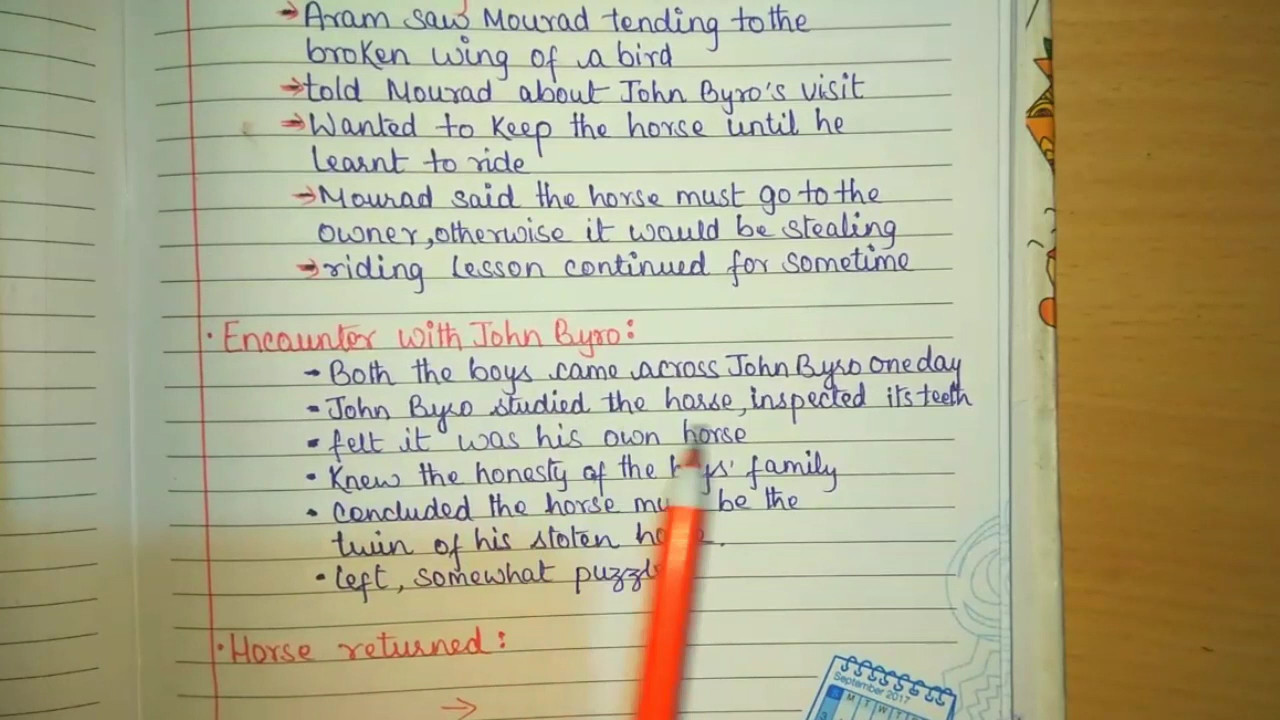 →Aram saw Mourad tending to the
broken wing of a bird
→told Mourad about John Byro's visit
→Wanted to keep the horse until he
learnt to ride
→Mourad said the horse must go to the
owner, otherwise it would be stealing
→riding lesson continued for sometime
• Encounter with John Byro:
- Both the boys came across John Byro one day
- John Byro studied the horse, inspected its teeth
- felt it was his own horse
• Knew the honesty of the family
• concluded the horse be the
twin of his stolen
• left, somewhat
• Horse returned:
→
September 2017
S M T W T F S